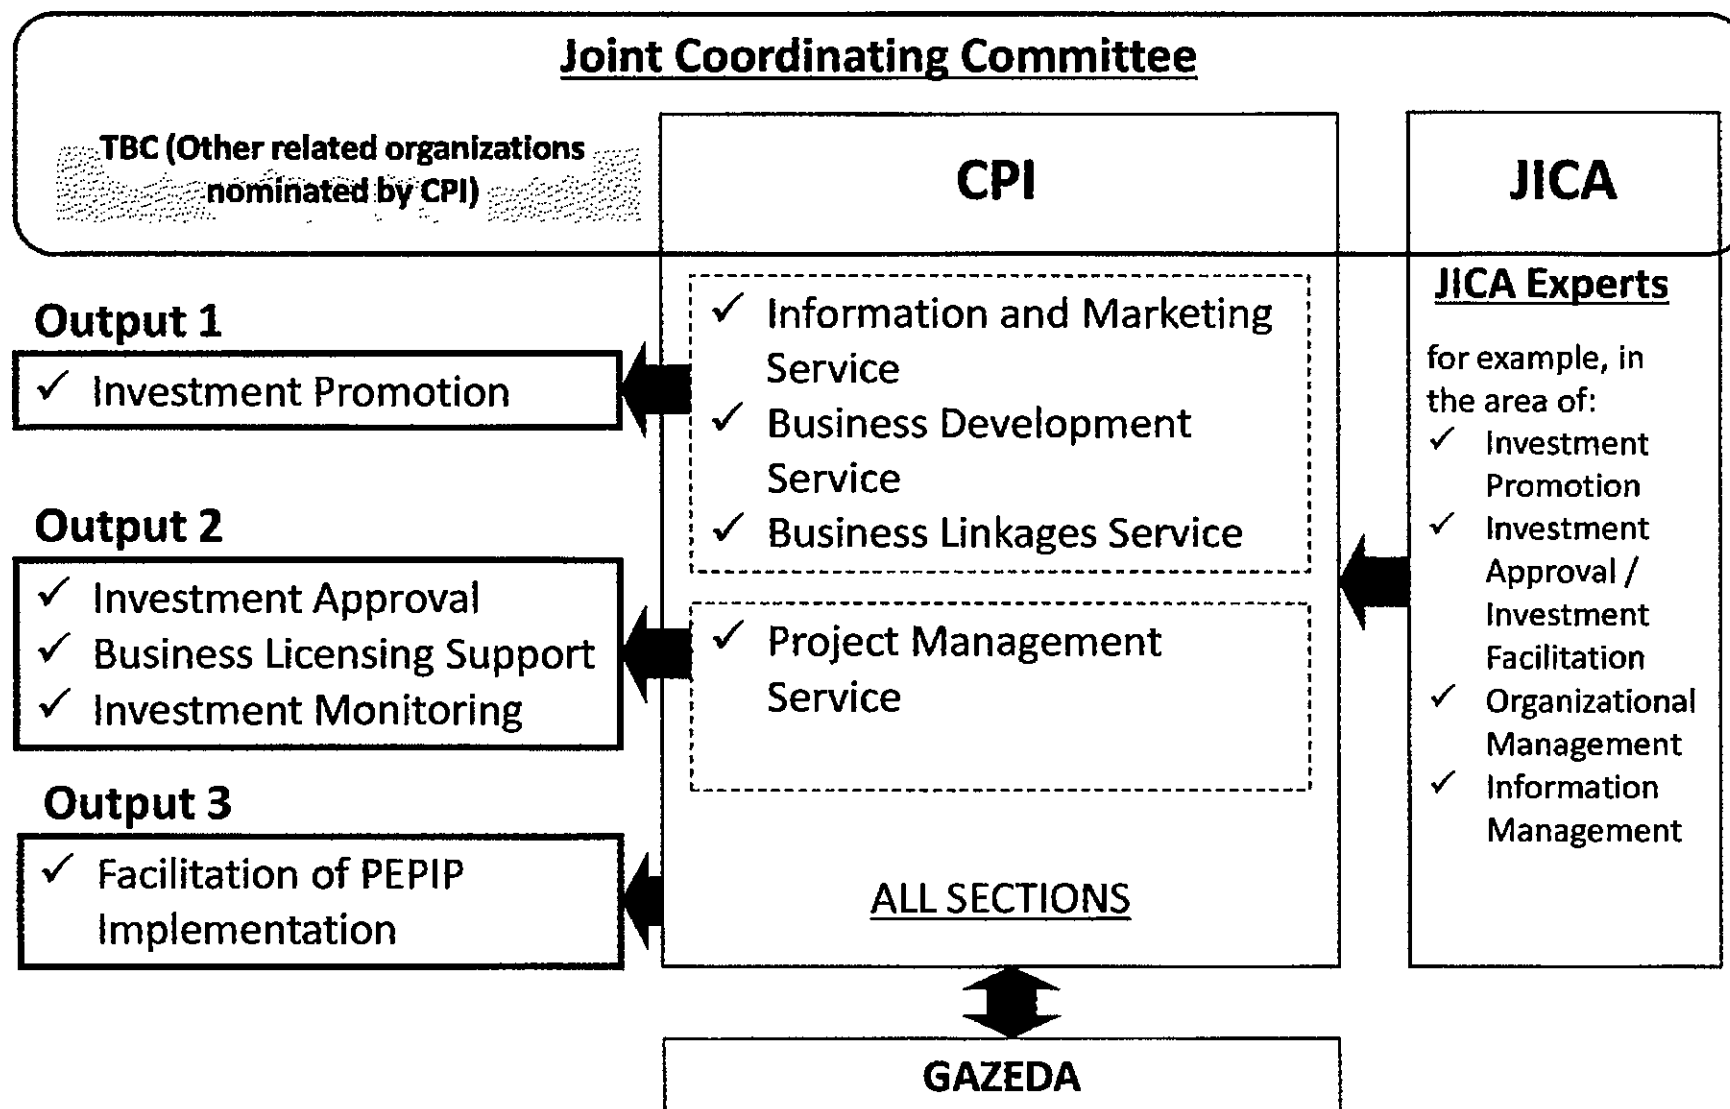 Joint Coordinating Committee
TBC (Other related organizations
nominated by CPI)
CPI
JICA
Output 1
✓ Investment Promotion
Output 2
✓ Investment Approval
✓ Business Licensing Support
✓ Investment Monitoring
Output 3
✓ Facilitation of PEPIP
Implementation
✓ Information and Marketing
Service
✓ Business Development
Service
✓ Business Linkages Service
✓ Project Management
Service
ALL SECTIONS
JICA Experts
for example, in
the area of:
✓ Investment
Promotion
✓ Investment
Approval /
Investment
Facilitation
✓ Organizational
Management
✓ Information
Management
GAZEDA